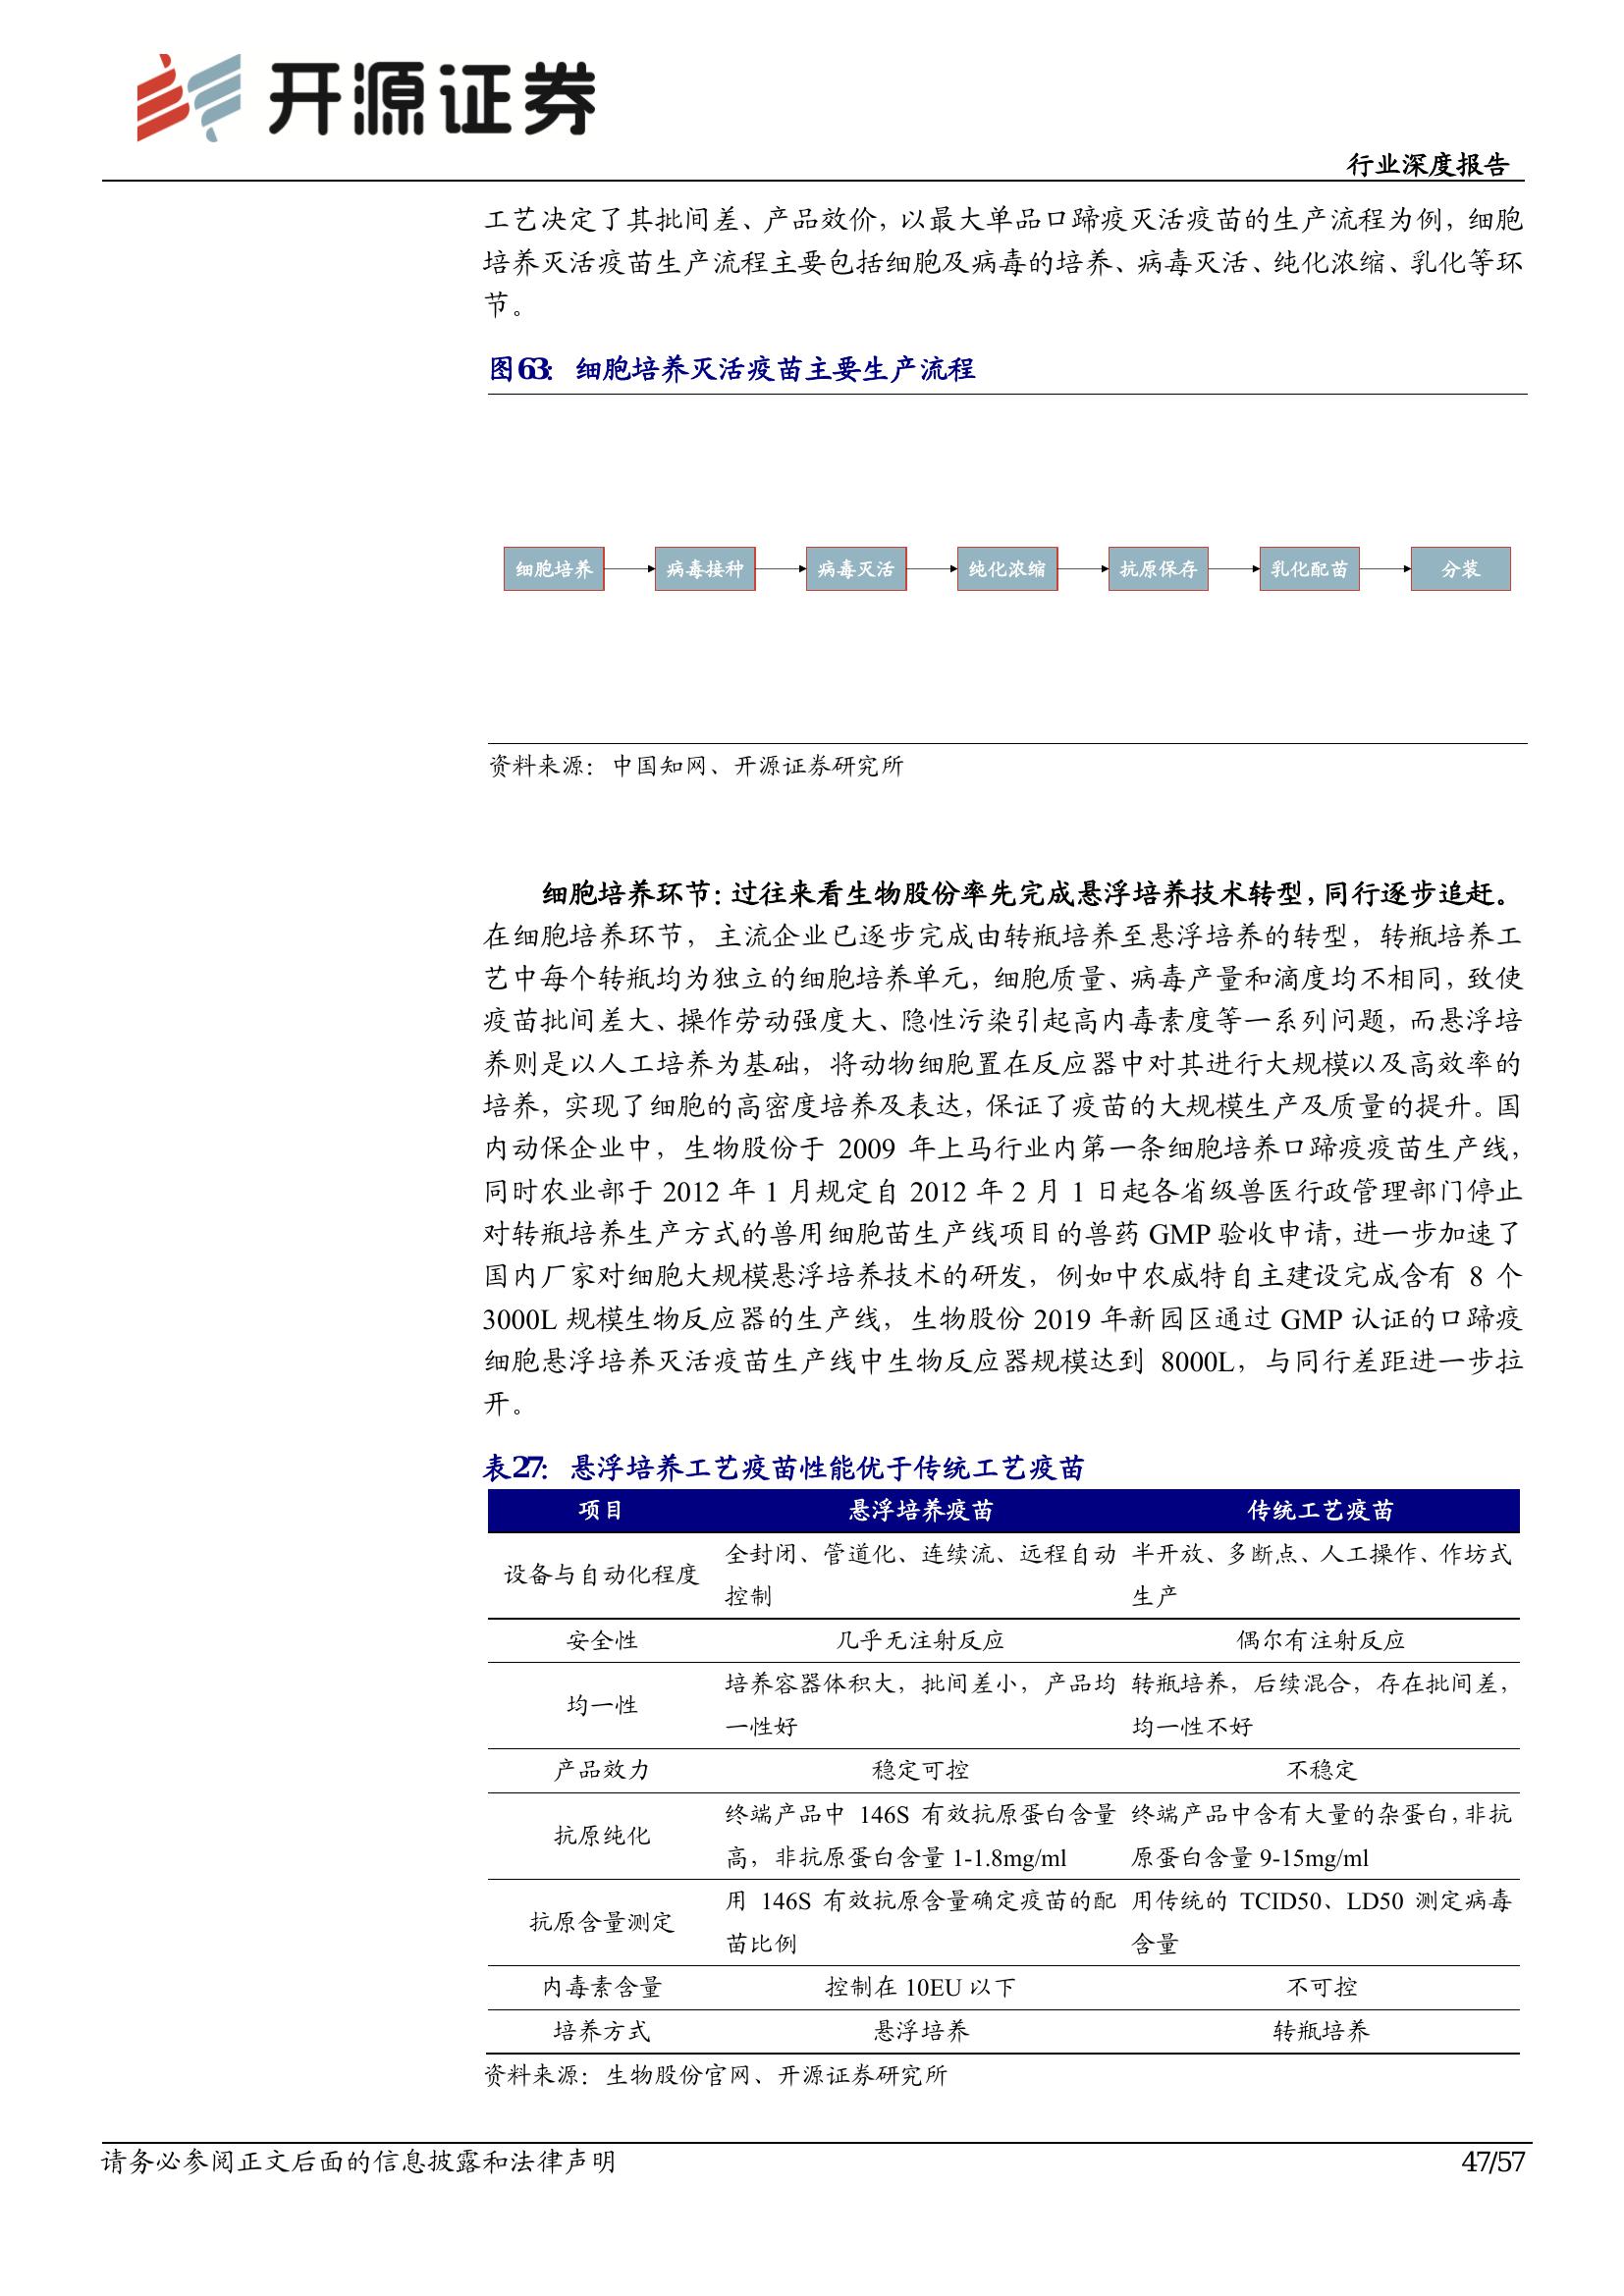 开源证券
行业深度报告
工艺决定了其批间差、产品效价，以最大单品口蹄疫灭活疫苗的生产流程为例，细胞
培养灭活疫苗生产流程主要包括细胞及病毒的培养、病毒灭活、纯化浓缩、乳化等环
节。
图63：细胞培养灭活疫苗主要生产流程
细胞培养 病毒接种 病毒灭活 纯化浓缩 抗原保存 乳化配苗 分装
资料来源：中国知网、开源证券研究所
细胞培养环节：过往来看生物股份率先完成悬浮培养技术转型，同行逐步追赶。
在细胞培养环节，主流企业已逐步完成由转瓶培养至悬浮培养的转型，转瓶培养工
艺中每个转瓶均为独立的细胞培养单元，细胞质量、病毒产量和滴度均不相同，致使
疫苗批间差大、操作劳动强度大、隐性污染引起高内毒素度等一系列问题，而悬浮培
养则是以人工培养为基础，将动物细胞置在反应器中对其进行大规模以及高效率的
培养，实现了细胞的高密度培养及表达，保证了疫苗的大规模生产及质量的提升。国
内动保企业中，生物股份于 2009 年上马行业内第一条细胞培养口蹄疫疫苗生产线，
同时农业部于 2012 年 1 月规定自 2012 年 2 月 1 日起各省级兽医行政管理部门停止
对转瓶培养生产方式的兽用细胞苗生产线项目的兽药 GMP 验收申请，进一步加速了
国内厂家对细胞大规模悬浮培养技术的研发，例如中农威特自主建设完成含有 8 个
3000L 规模生物反应器的生产线，生物股份 2019 年新园区通过 GMP 认证的口蹄疫
细胞悬浮培养灭活疫苗生产线中生物反应器规模达到 8000L，与同行差距进一步拉
开。
表27：悬浮培养工艺疫苗性能优于传统工艺疫苗
项目 悬浮培养疫苗 传统工艺疫苗
设备与自动化程度
全封闭、管道化、连续流、远程自动
控制
半开放、多断点、人工操作、作坊式
生产
安全性 几乎无注射反应 偶尔有注射反应
均一性
培养容器体积大，批间差小，产品均
一性好
转瓶培养，后续混合，存在批间差，
均一性不好
产品效力 稳定可控 不稳定
抗原纯化
终端产品中 146S 有效抗原蛋白含量
高，非抗原蛋白含量 1-1.8mg/ml
终端产品中含有大量的杂蛋白，非抗
原蛋白含量 9-15mg/ml
抗原含量测定
用 146S 有效抗原含量确定疫苗的配
苗比例
用传统的 TCID50、LD50 测定病毒
含量
内毒素含量 控制在 10EU 以下 不可控
培养方式 悬浮培养 转瓶培养
资料来源：生物股份官网、开源证券研究所
请务必参阅正文后面的信息披露和法律声明
47/57